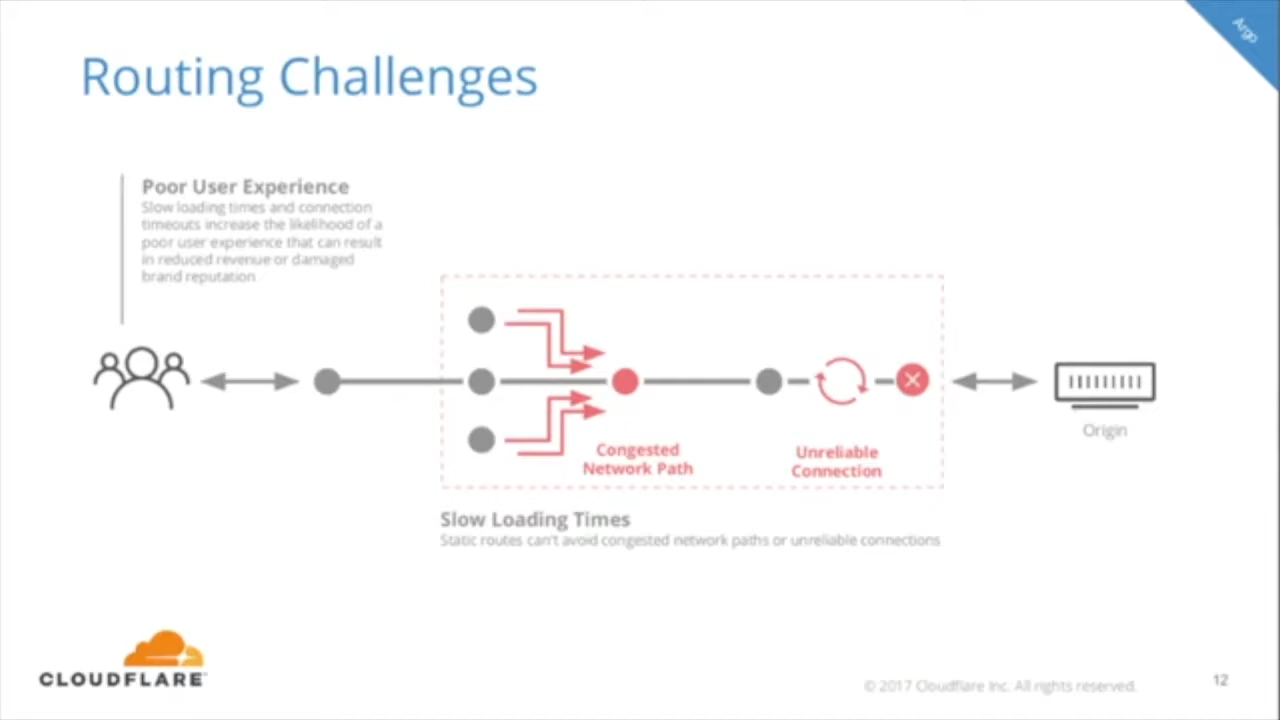 Argo
Routing Challenges
Poor User Experience
Slow loading times and connection
timeouts increase the likelihood of a
poor user experience that can result
in reduced revenue or damaged
brand reputation
Congested
Network Path
Unreliable
Connection
Origin
Slow Loading Times
Static routes can't avoid congested network paths or unreliable connections
CLOUDFLARE
© 2017 Cloudflare Inc. All rights reserved.
12